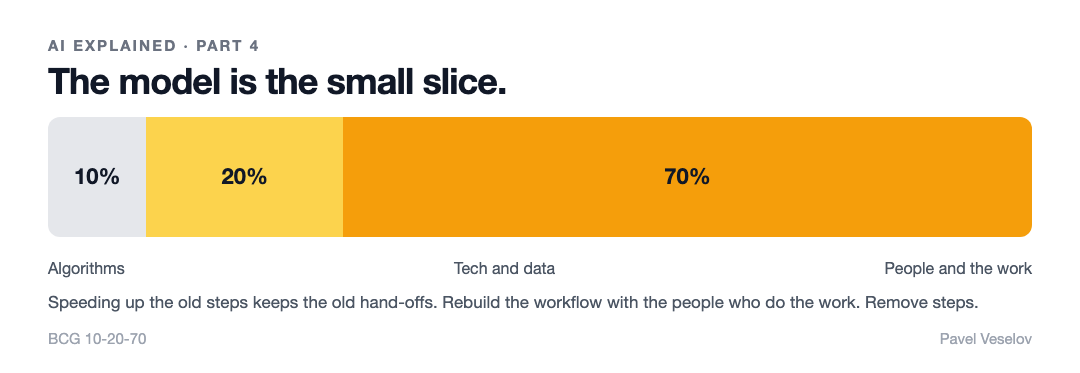 AI EXPLAINED · PART 4
The model is the small slice.
10% 20% 70%
Algorithms Tech and data People and the work
Speeding up the old steps keeps the old hand-offs. Rebuild the workflow with the people who do the work. Remove steps.
BCG 10-20-70 Pavel Veselov